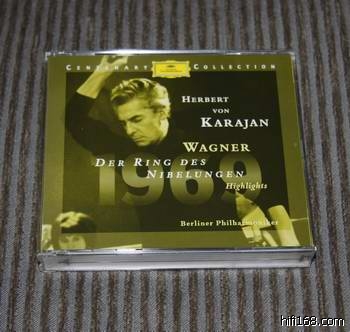 CENTENARY COLLECTION
HERBERT
VON
KARAJAN
WAGNER
DER RING DES
NIBELUNGEN
1969
Highlights
Berliner Philharmoniker
hifi168.com